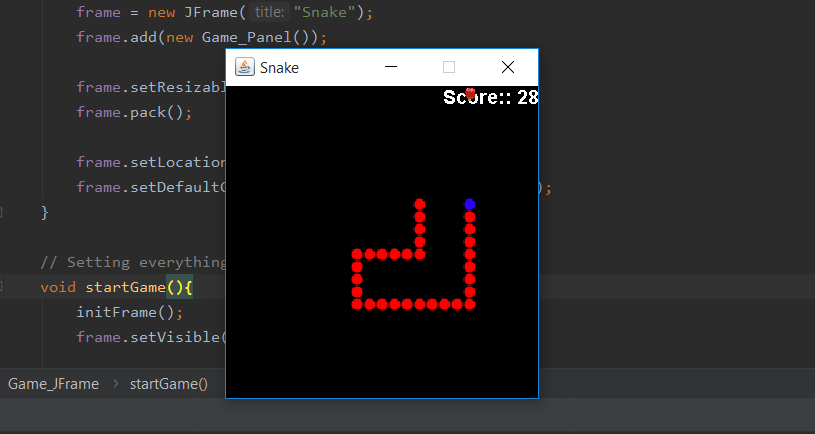 frame = new JFrame( title: "Snake");
frame.add(new Game_Panel());
Snake
frame.setResizabl
Score:: 28
frame.pack();
frame.setLocation
frame.setDefaultC
);
}
// Setting everything
void startGame(){
initFrame();
frame.setVisible(
Game_JFrame > startGame()